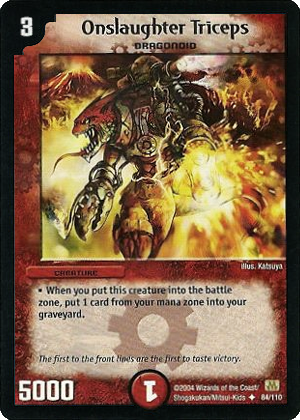 3
Onslaughter Triceps
DRAGONOID
illus. Katsuya
CREATURE
• When you put this creature into the battle
zone, put 1 card from your mana zone into your
graveyard.
The first to the front lines are the first to taste victory.
5000
1
©2004 Wizards of the Coast/
Shogakukan/Mitsui-Kids ♦ 84/110